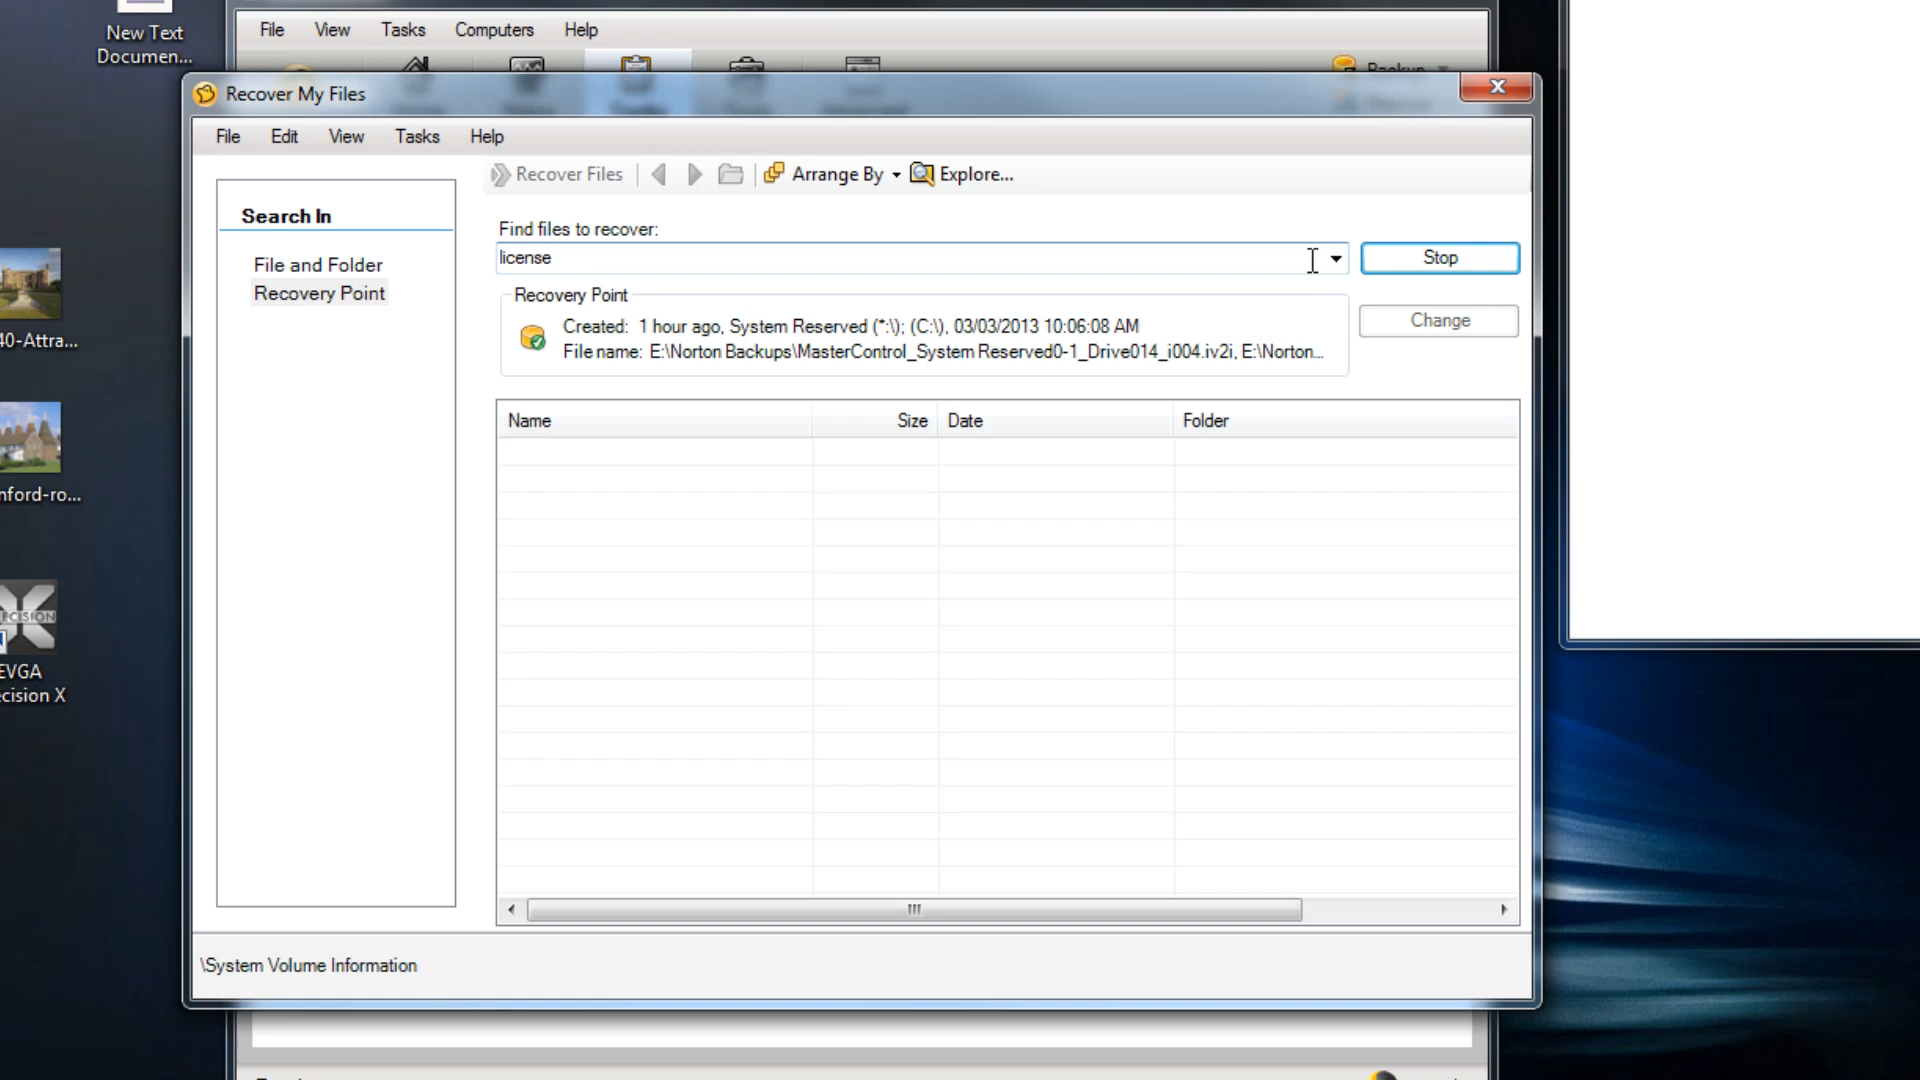 New Text
Documen...
File View Tasks Computers Help
Backup
Recover My Files
File Edit View Tasks Help
Recover Files Arrange By Explore...
Search In
File and Folder
Recovery Point
Find files to recover:
license
Stop
Recovery Point
Created: 1 hour ago, System Reserved (*:\); (C:\), 03/03/2013 10:06:08 AM
File name: E:\Norton Backups\MasterControl_System Reserved0-1_Drive014_i004.iv2i, E:\Norton...
Change
Name Size Date Folder
40-Attra...
nford-ro...
ECISION
EVGA
ecision X
\System Volume Information